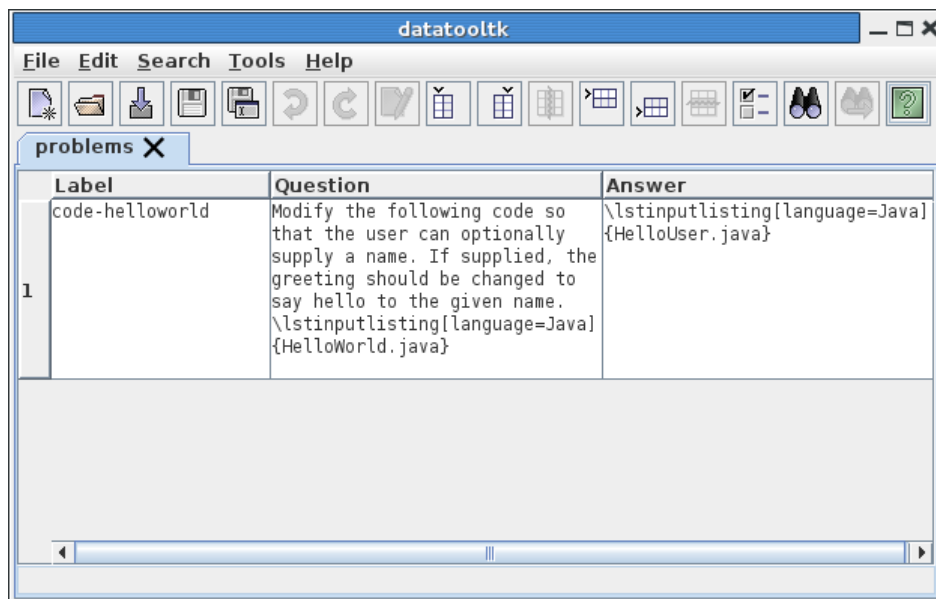 datatooltk
File Edit Search Tools Help
problems
Label Question Answer
1
code-helloworld
Modify the following code so
that the user can optionally
supply a name. If supplied, the
greeting should be changed to
say hello to the given name.
\lstinputlisting[language=Java]
{HelloWorld.java}
\lstinputlisting[language=Java]
{HelloUser.java}